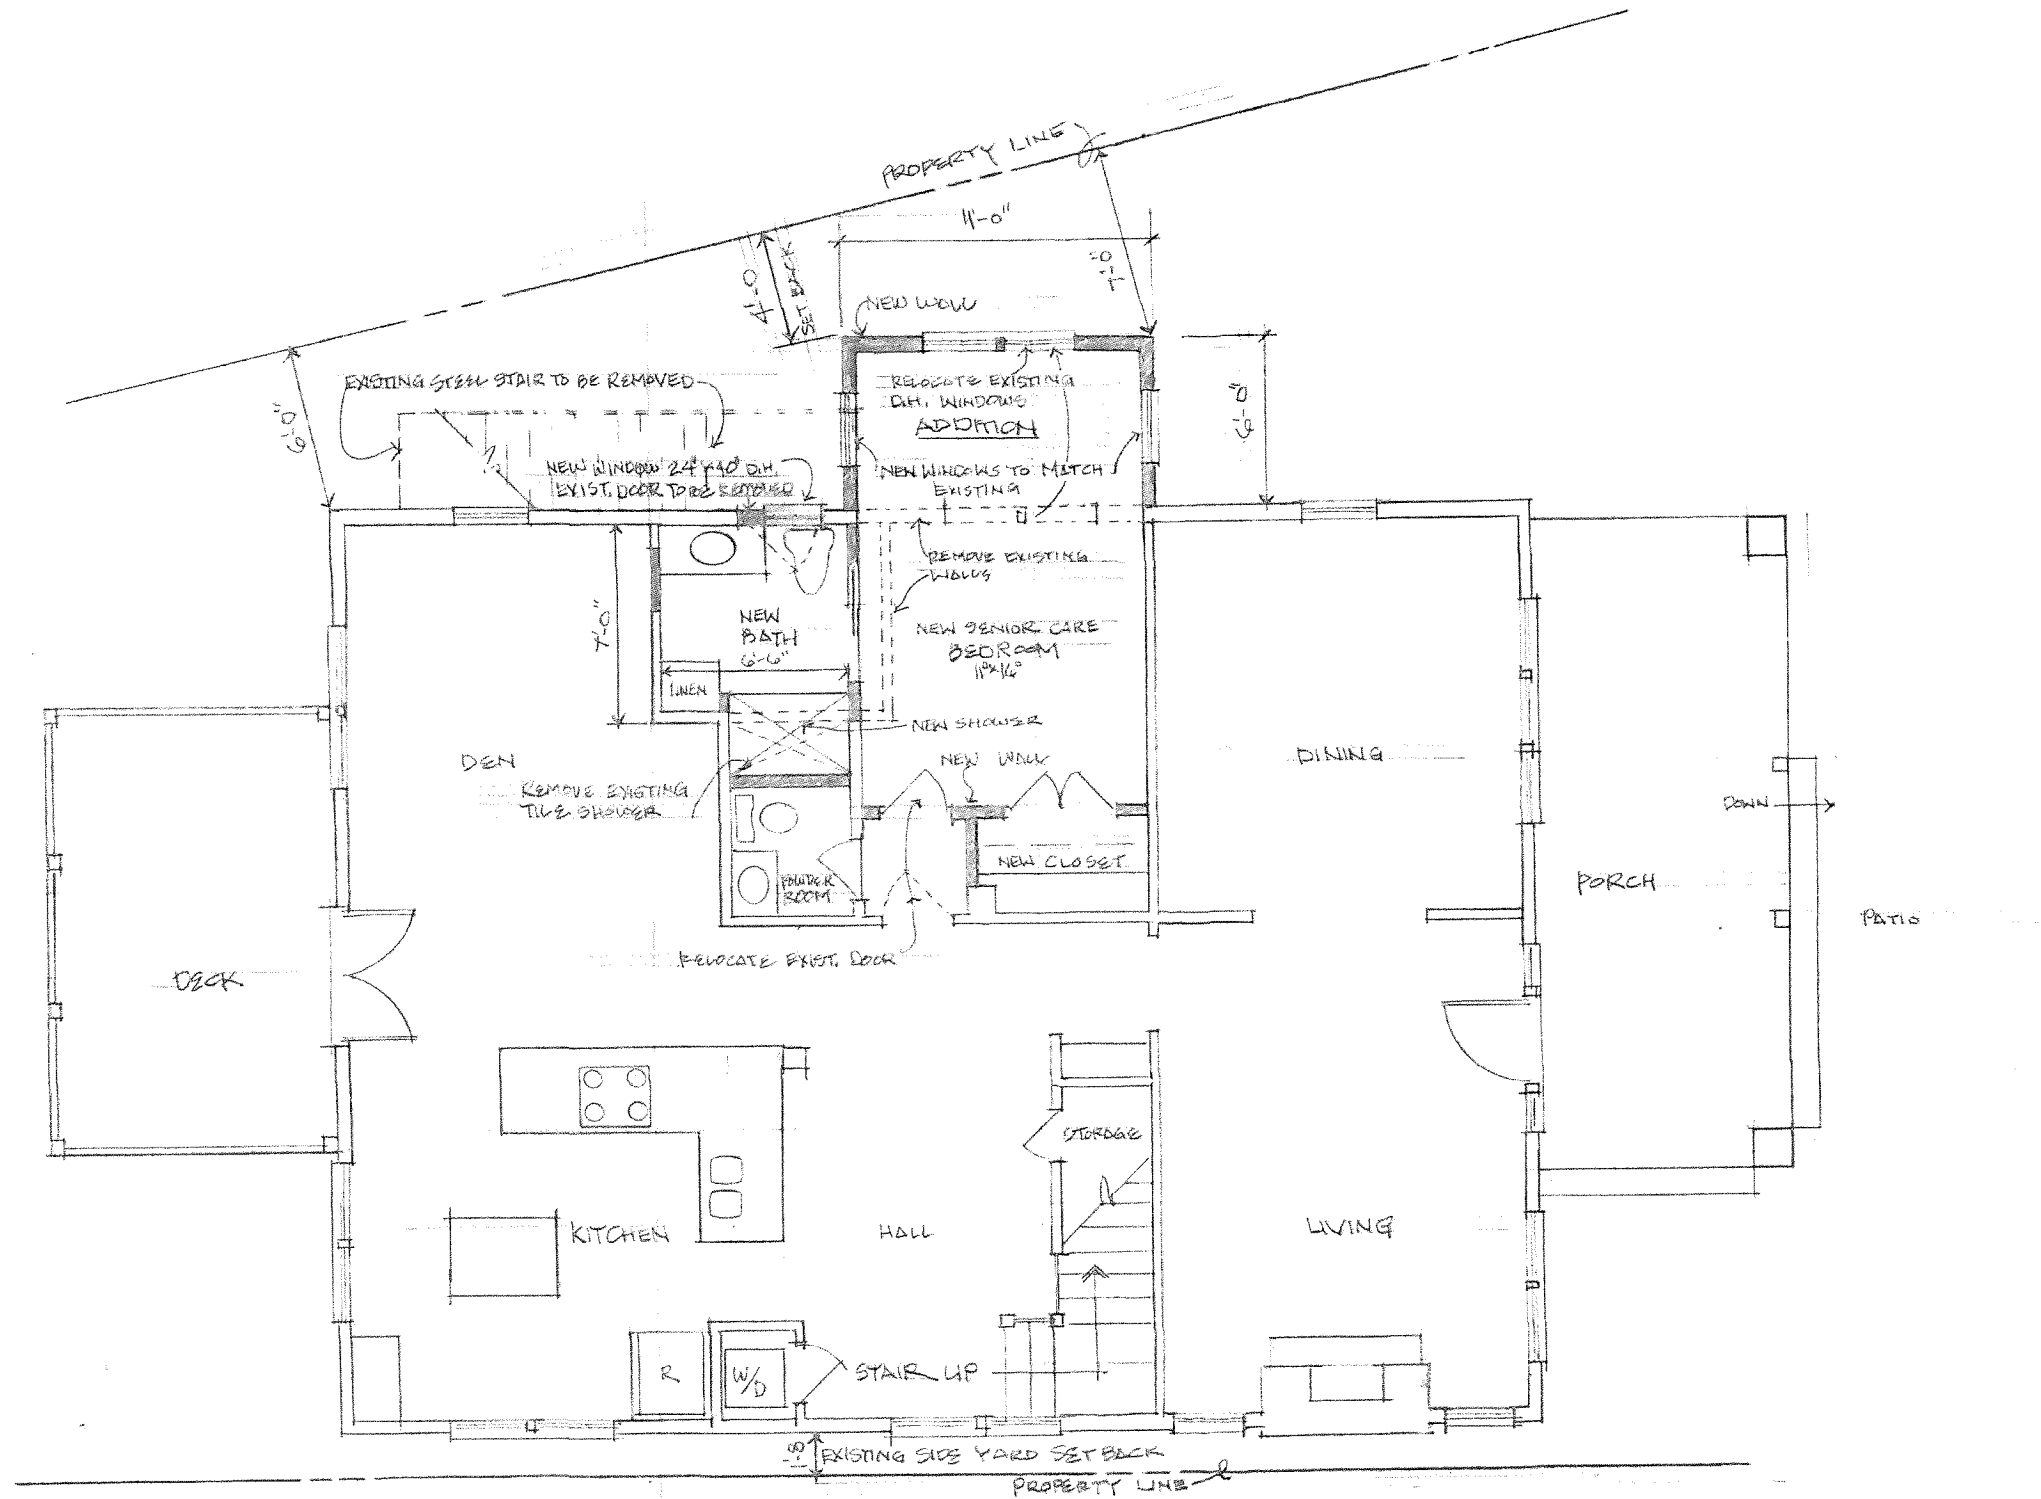 PROPERTY LINE
11'-0"
4'-0"
SET BACK
7'-0"
NEW WALL
EXISTING STEEL STAIR TO BE REMOVED
6'-0"
RELOCATE EXISTING
D.H. WINDOWS
ADDITION
6'-0"
NEW WINDOW 24"X40" D.H.
EXIST. DOOR TO BE REMOVED
NEW WINDOWS TO MATCH
EXISTING
REMOVE EXISTING
WALLS
7'-0"
NEW
BATH
6'-6"
NEW SENIOR CARE
BEDROOM
LINEN
NEW SHOWER
DEN
NEW WALL
DINING
REMOVE EXISTING
TILE SHOWER
DOWN
NEW CLOSET
POWDER
ROOM
PORCH
PATIO
RELOCATE EXIST. DOOR
DECK
STORAGE
KITCHEN
HALL
LIVING
R
W/D
STAIR UP
EXISTING SIDE YARD SETBACK
PROPERTY LINE